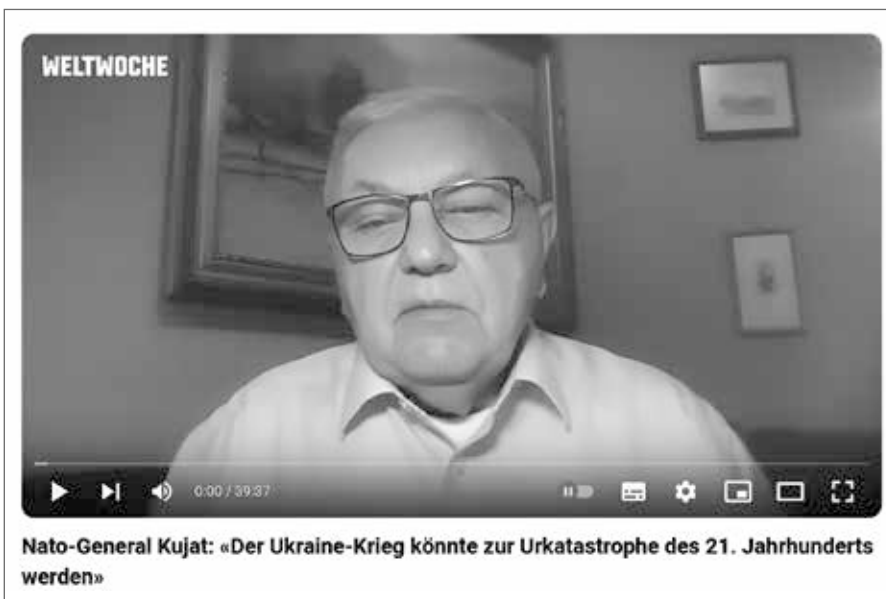 WELTWOCHE
0:00 / 39:37
Nato-General Kujat: «Der Ukraine-Krieg könnte zur Urkatastrophe des 21. Jahrhunderts
werden»